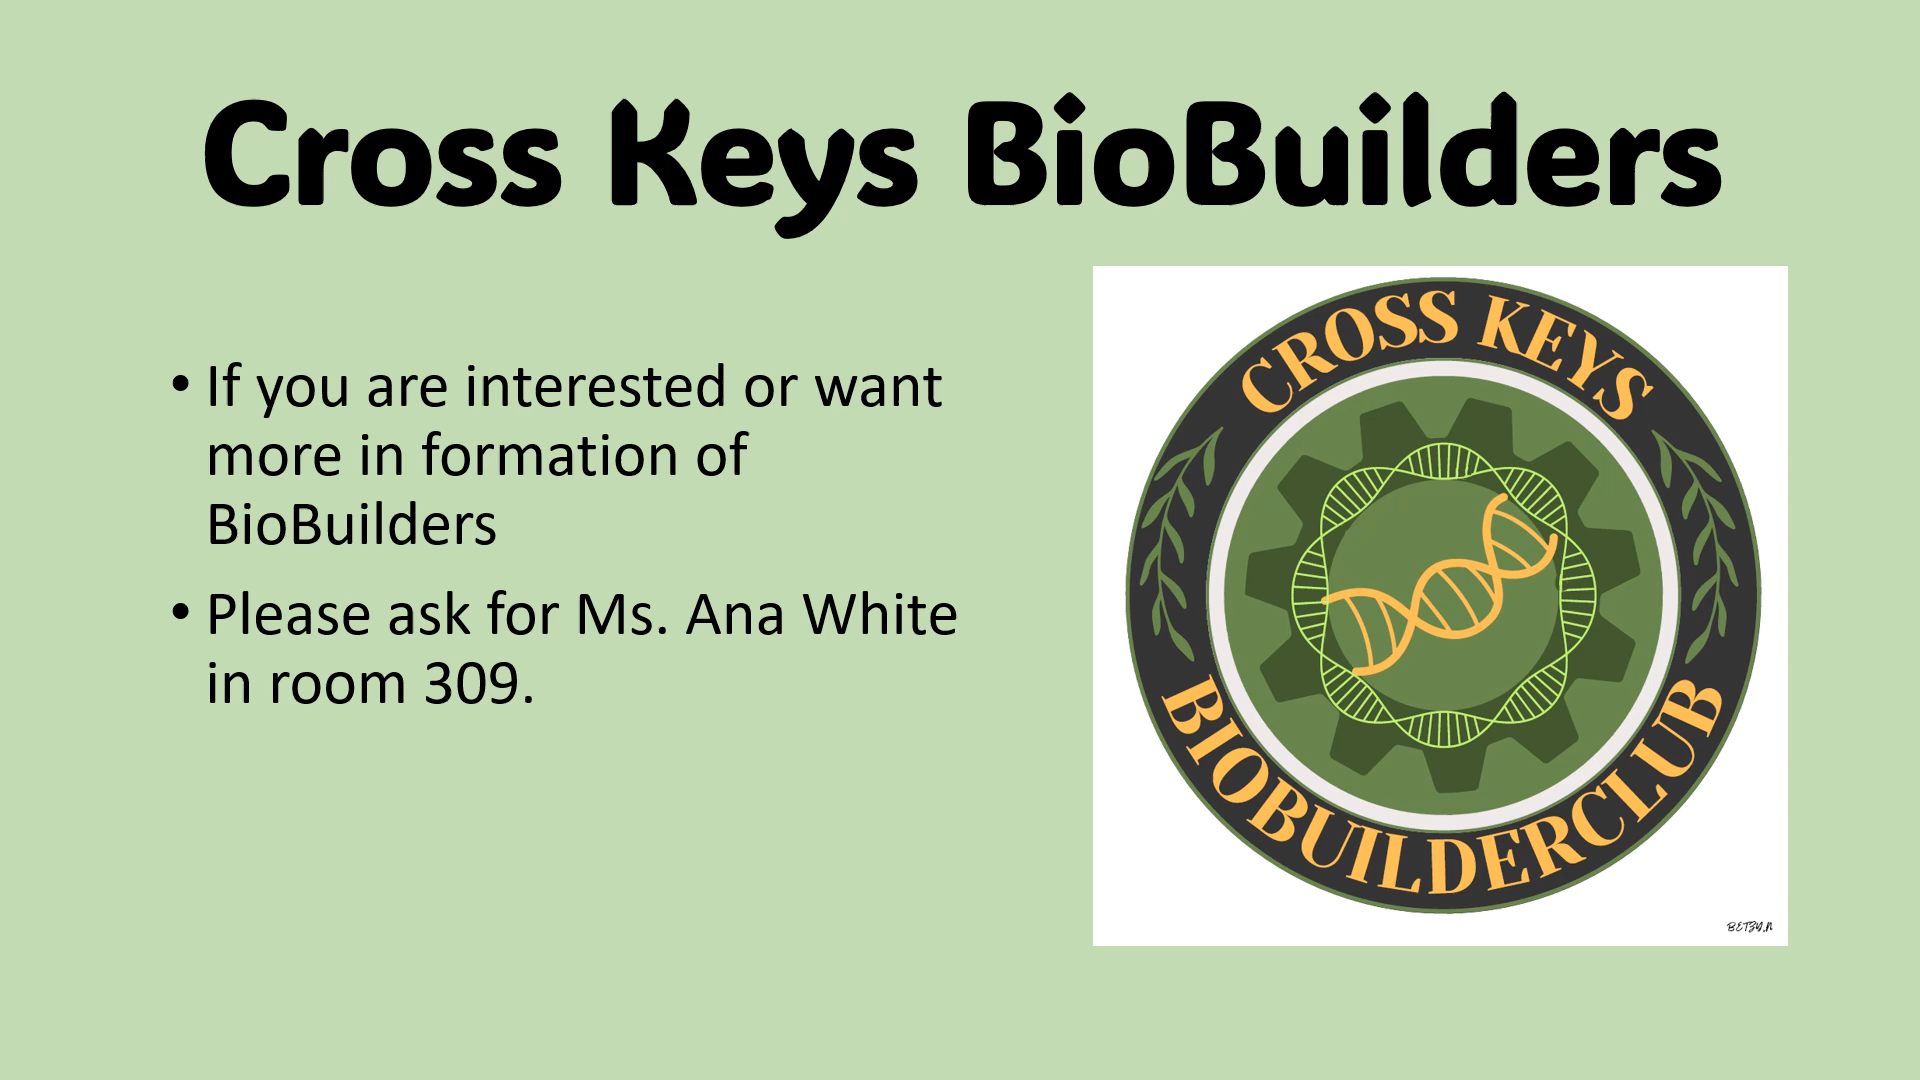 Cross Keys BioBuilders
• If you are interested or want
more in formation of
BioBuilders
• Please ask for Ms. Ana White
in room 309.
CROSS KEYS
BIOBUILDERCLUB
BETZY.N